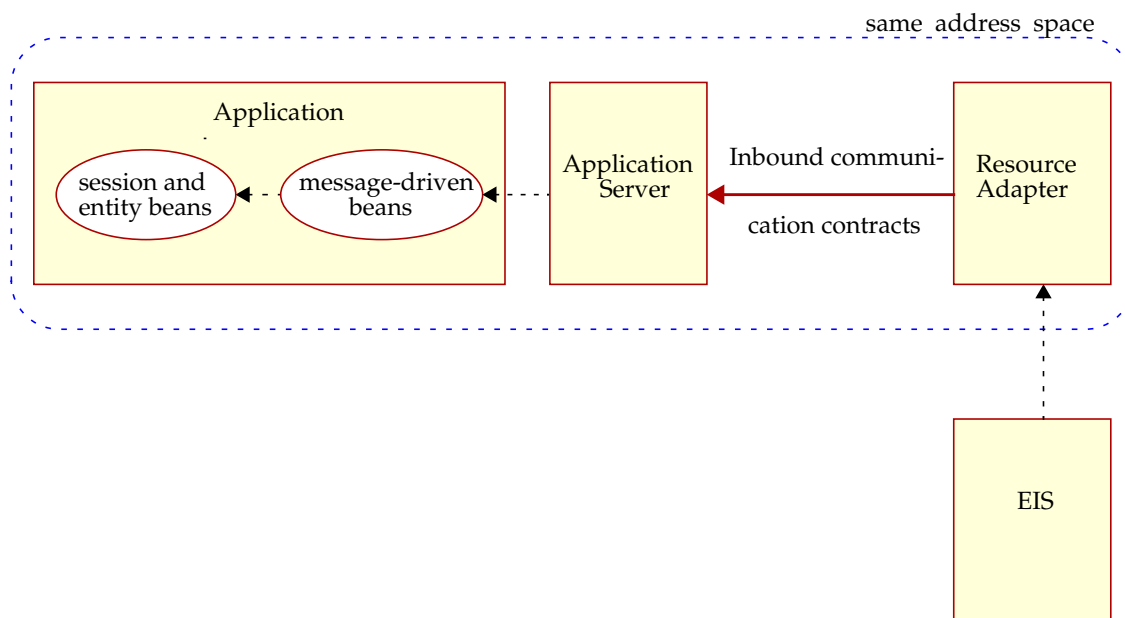 same address space
Application
session and
entity beans
message-driven
beans
Application
Server
Inbound communi-
cation contracts
Resource
Adapter
EIS